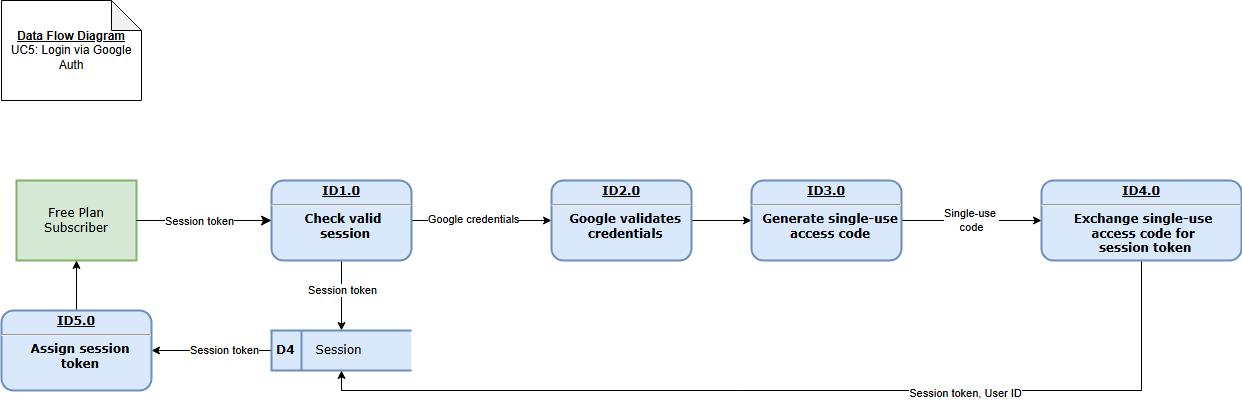 Data Flow Diagram
UC5: Login via Google
Auth
Free Plan
Subscriber
Session token
ID1.0
Check valid
session
Google credentials
ID2.0
Google validates
credentials
ID3.0
Generate single-use
access code
Single-use
code
ID4.0
Exchange single-use
access code for
session token
Session token
ID5.0
Assign session
token
Session token
D4
Session
Session token, User ID